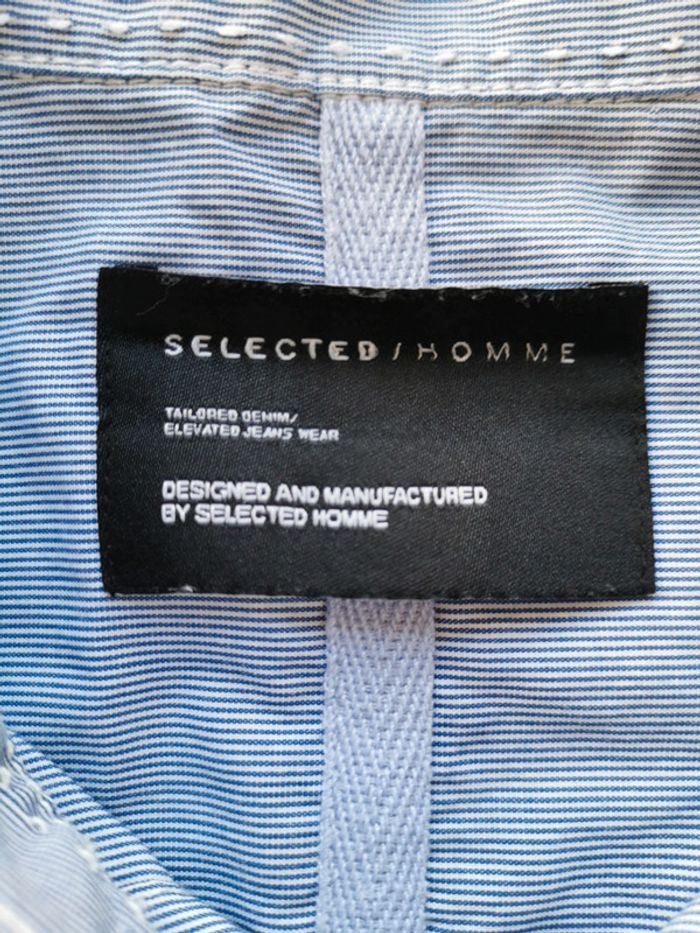 SELECTED / HOMME
TAILORED DENIM/
ELEVATED JEANS WEAR
DESIGNED AND MANUFACTURED
BY SELECTED HOMME